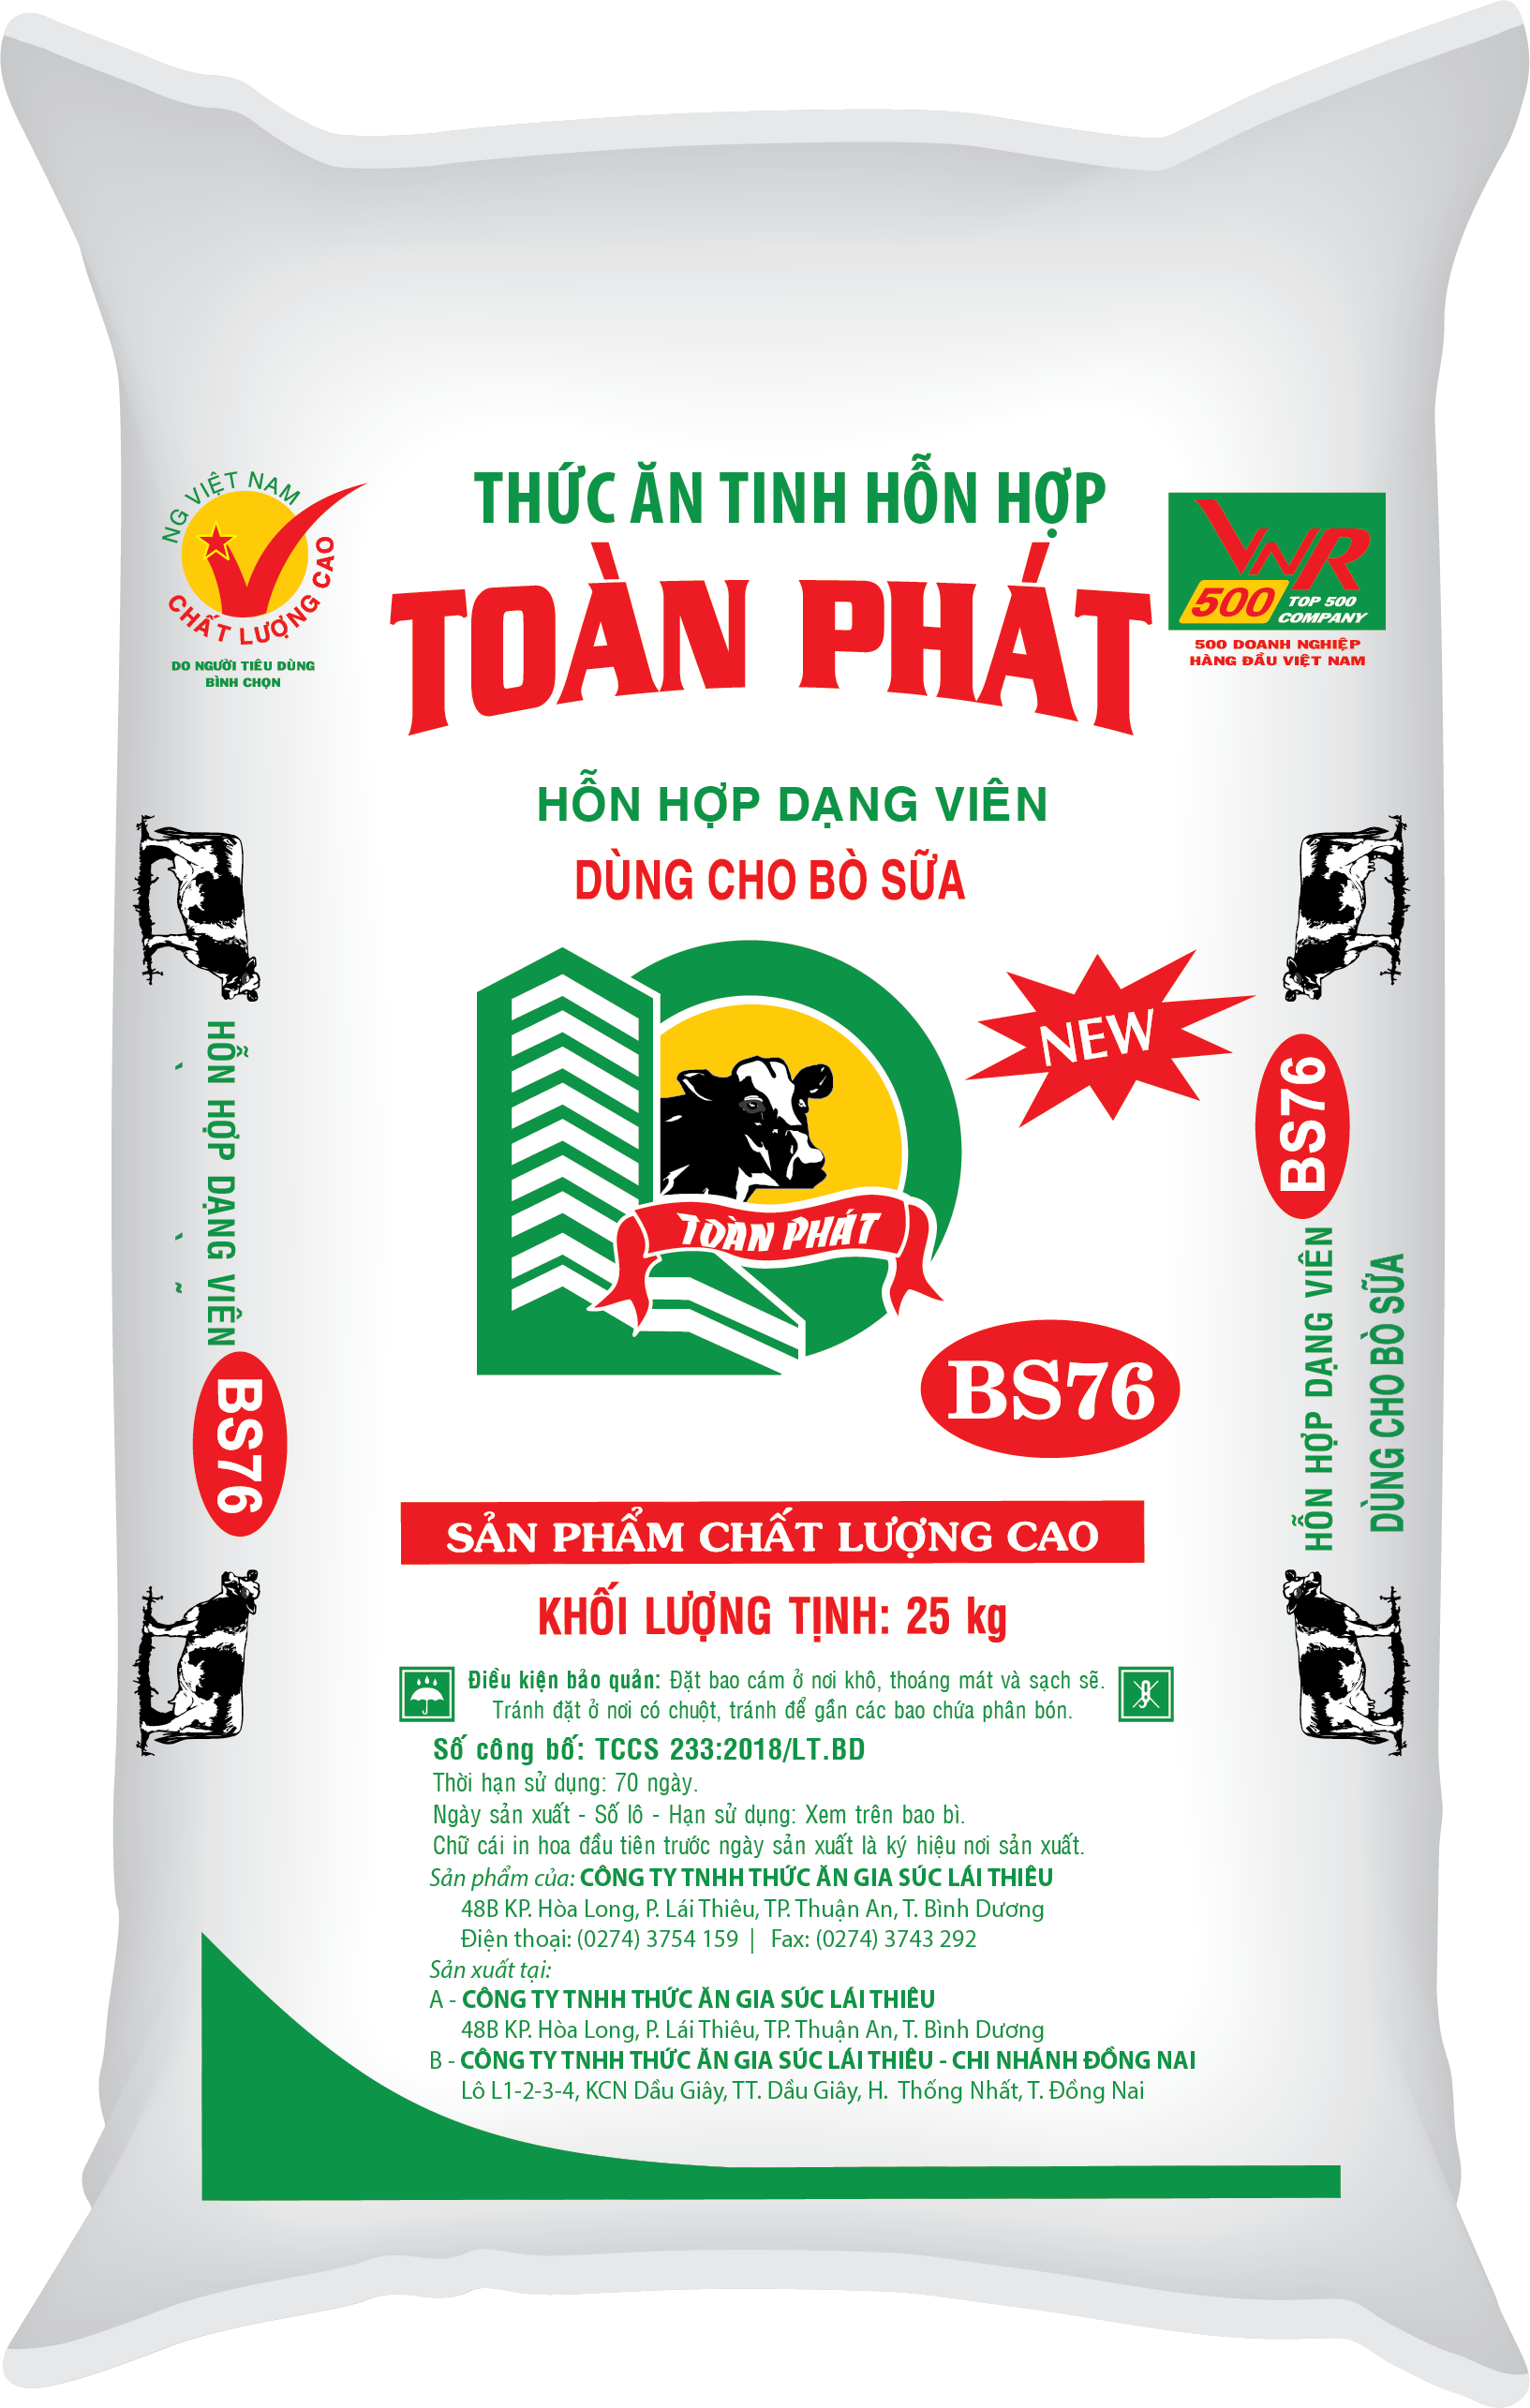 THỨC ĂN TINH HỖN HỢP
NG VIỆT NAM
CHẤT LƯỢNG CAO
DO NGƯỜI TIÊU DÙNG
BÌNH CHỌN
TOÀN PHÁT
VNR
500 TOP 500
COMPANY
500 DOANH NGHIỆP
HÀNG ĐẦU VIỆT NAM
HỖN HỢP DẠNG VIÊN
DÙNG CHO BÒ SỮA
NEW
TOÀN PHÁT
BS76
HỖN HỢP DẠNG VIÊN
BS76
BS76
HỖN HỢP DẠNG VIÊN
DÙNG CHO BÒ SỮA
SẢN PHẨM CHẤT LƯỢNG CAO
KHỐI LƯỢNG TỊNH: 25 kg
Điều kiện bảo quản: Đặt bao cám ở nơi khô, thoáng mát và sạch sẽ.
Tránh đặt ở nơi có chuột, tránh để gần các bao chứa phân bón.
Số công bố: TCCS 233:2018/LT.BD
Thời hạn sử dụng: 70 ngày.
Ngày sản xuất - Số lô - Hạn sử dụng: Xem trên bao bì.
Chữ cái in hoa đầu tiên trước ngày sản xuất là ký hiệu nơi sản xuất.
Sản phẩm của: CÔNG TY TNHH THỨC ĂN GIA SÚC LÁI THIÊU
48B KP. Hòa Long, P. Lái Thiêu, TP. Thuận An, T. Bình Dương
Điện thoại: (0274) 3754 159 | Fax: (0274) 3743 292
Sản xuất tại:
A - CÔNG TY TNHH THỨC ĂN GIA SÚC LÁI THIÊU
48B KP. Hòa Long, P. Lái Thiêu, TP. Thuận An, T. Bình Dương
B - CÔNG TY TNHH THỨC ĂN GIA SÚC LÁI THIÊU - CHI NHÁNH ĐỒNG NAI
Lô L1-2-3-4, KCN Dầu Giây, TT. Dầu Giây, H. Thống Nhất, T. Đồng Nai